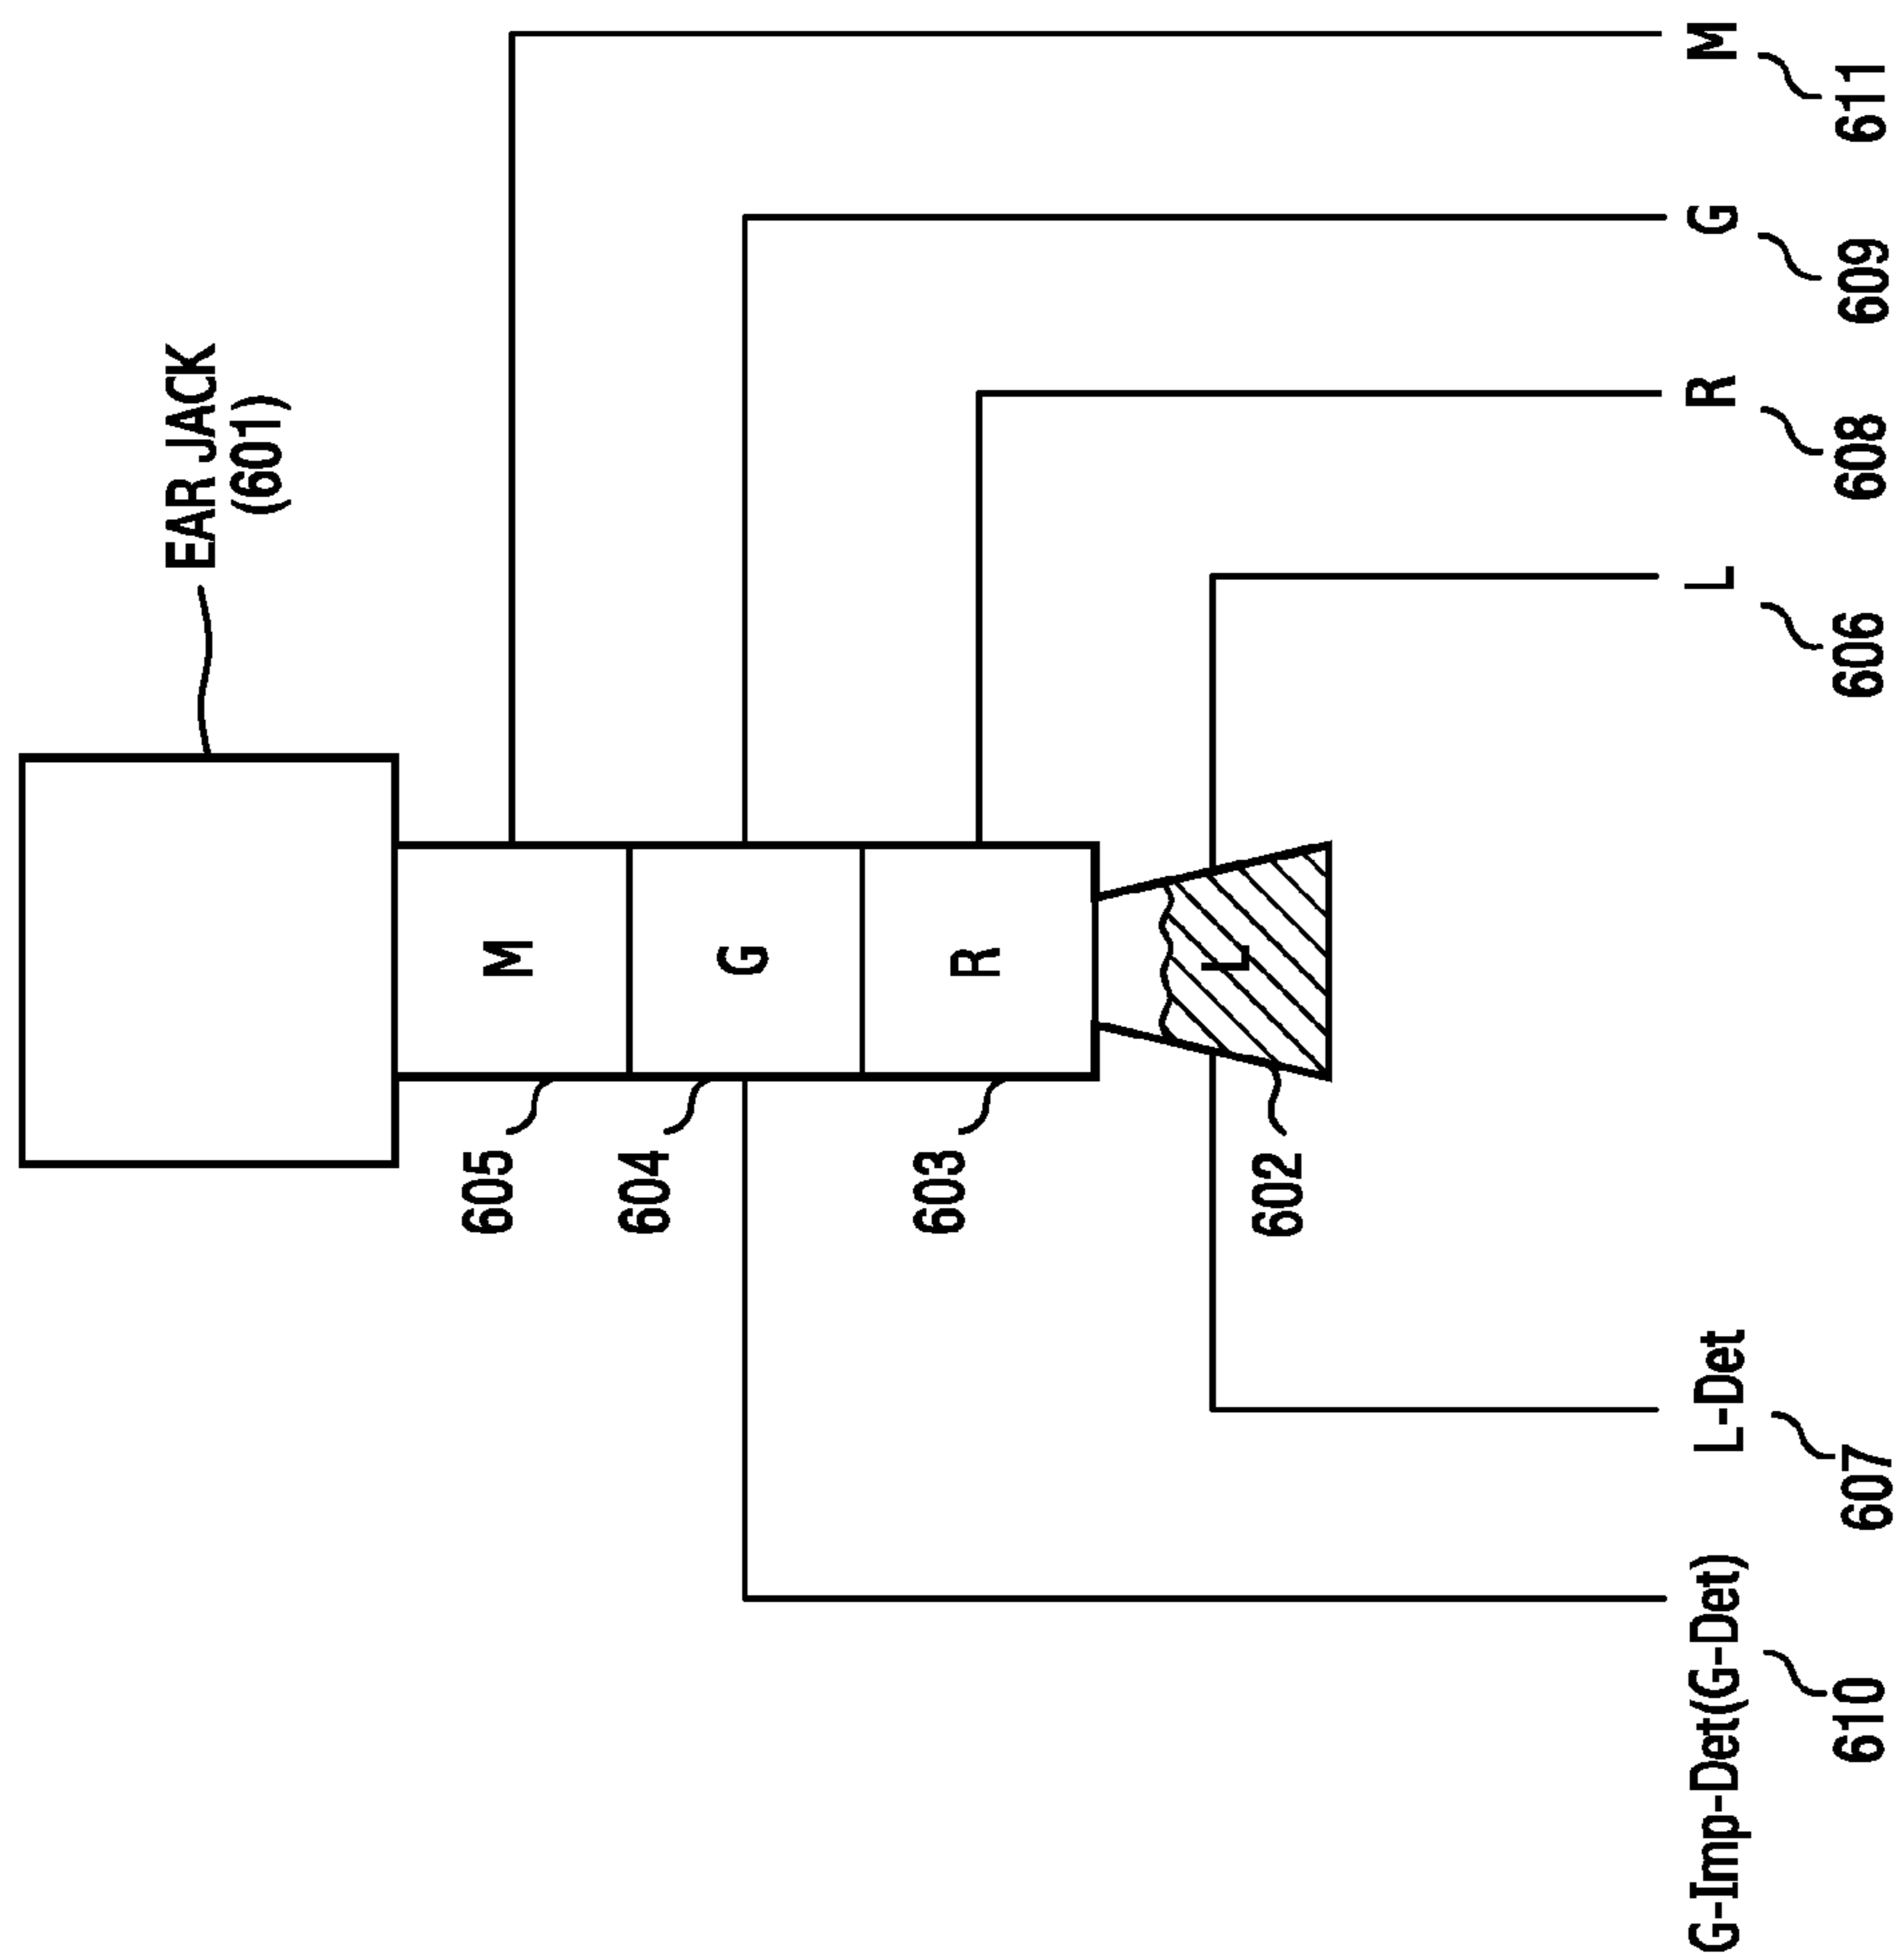 EAR JACK
(601)
M
G
R
L
605
604
603
602
G-Imp-Det(G-Det)
610
L-Det
607
L
606
R
608
G
609
M
611